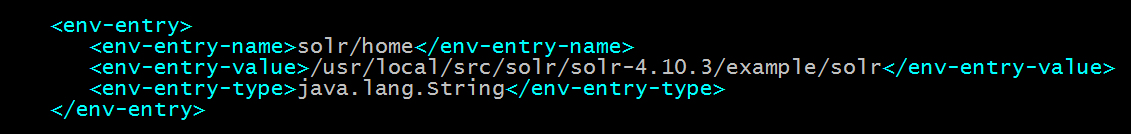 <env-entry>
<env-entry-name>solr/home</env-entry-name>
<env-entry-value>/usr/local/src/solr/solr-4.10.3/example/solr</env-entry-value>
<env-entry-type>java.lang.String</env-entry-type>
</env-entry>